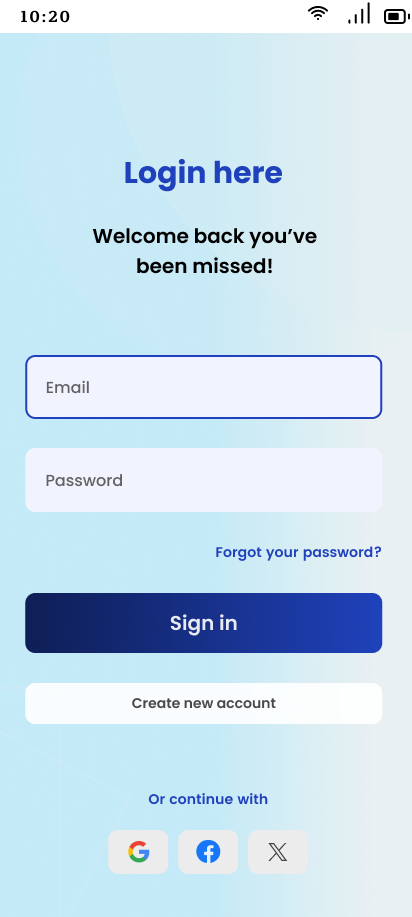 10:20
Login here
Welcome back you’ve
been missed!
Email
Password
Forgot your password?
Sign in
Create new account
Or continue with